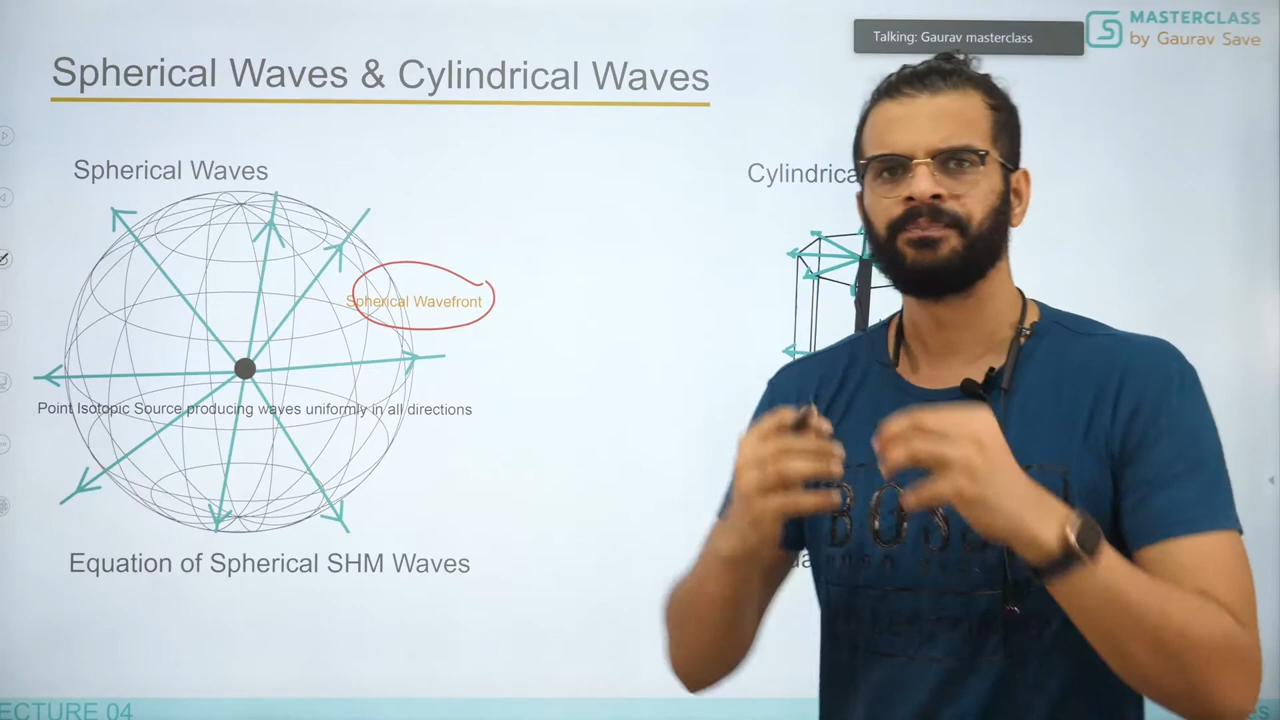 Talking: Gaurav masterclass
MASTERCLASS
by Gaurav Save
Spherical Waves & Cylindrical Waves
Spherical Waves
Cylindrica
Spherical Wavefront
Point Isotopic Source producing waves uniformly in all directions
BOSS
Equation of Spherical SHM Waves
ECTURE 04